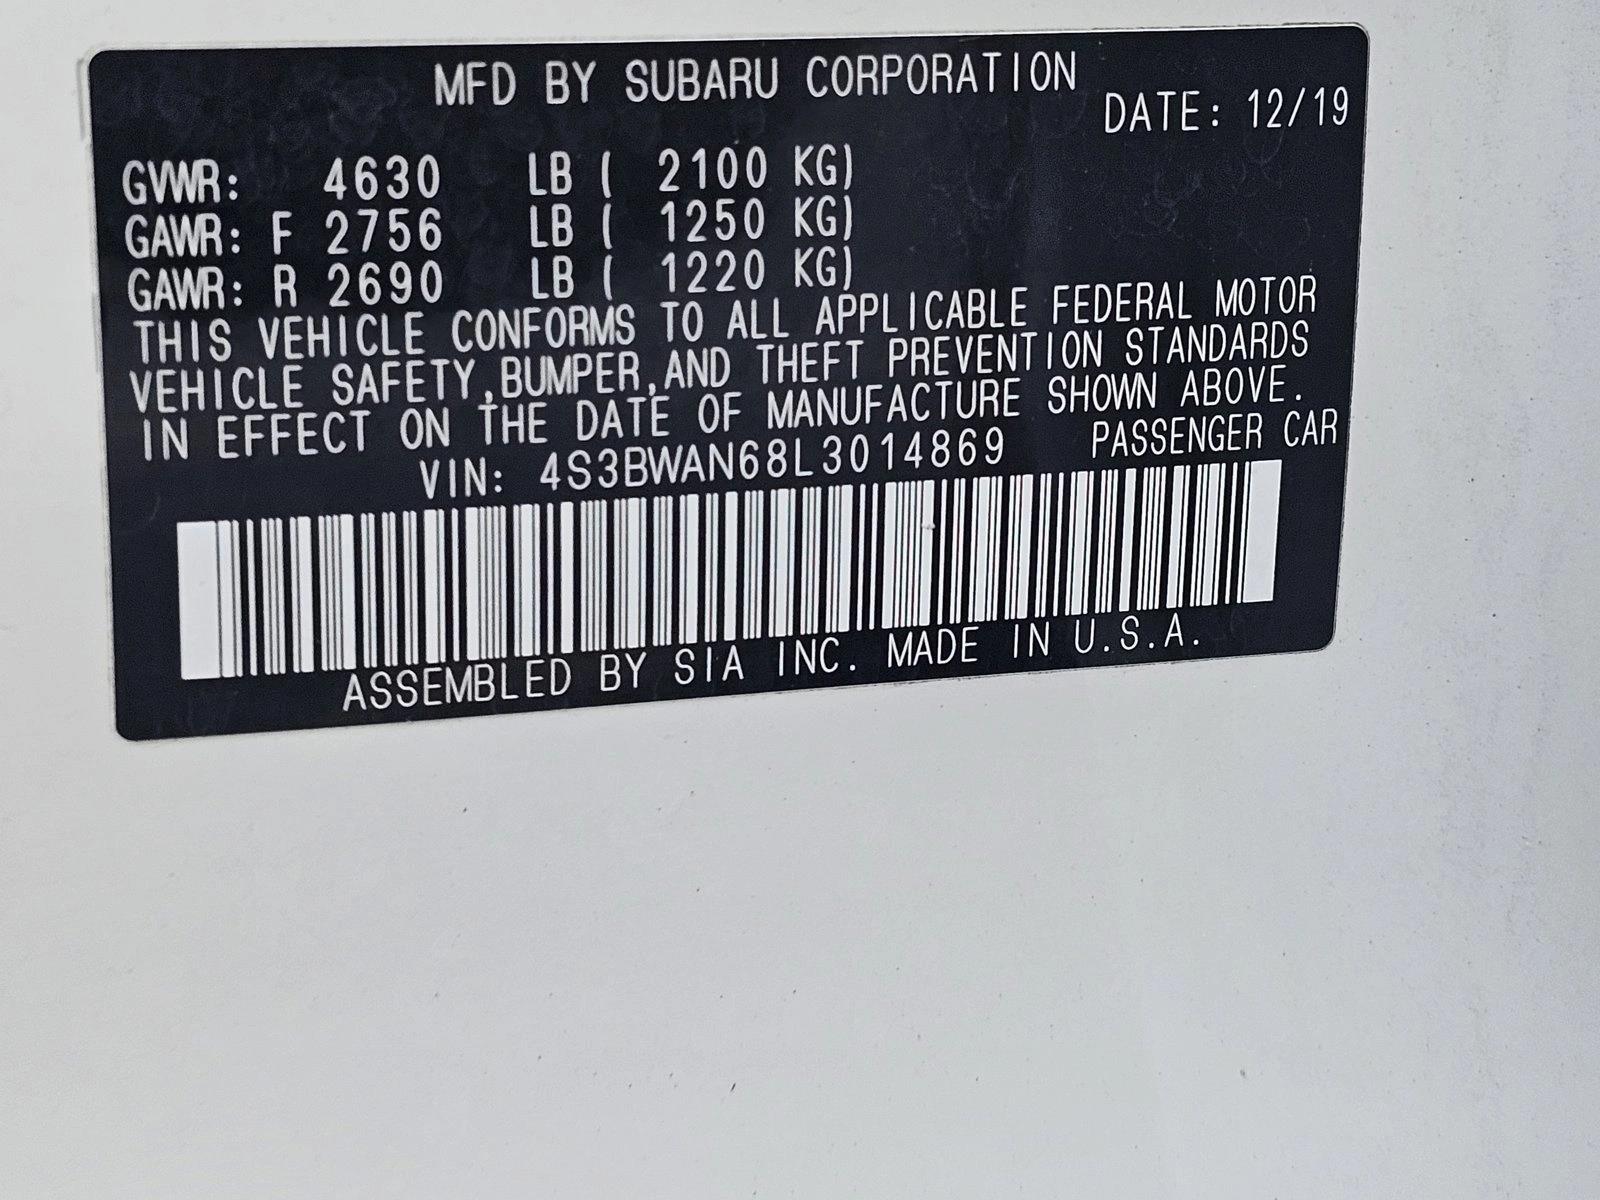 MFD BY SUBARU CORPORATION
DATE: 12/19
GVWR: 4630 LB ( 2100 KG)
GAWR: F 2756 LB ( 1250 KG)
GAWR: R 2690 LB ( 1220 KG)
THIS VEHICLE CONFORMS TO ALL APPLICABLE FEDERAL MOTOR
VEHICLE SAFETY,BUMPER,AND THEFT PREVENTION STANDARDS
IN EFFECT ON THE DATE OF MANUFACTURE SHOWN ABOVE.
VIN: 4S3BWAN68L3014869 PASSENGER CAR
ASSEMBLED BY SIA INC. MADE IN U.S.A.